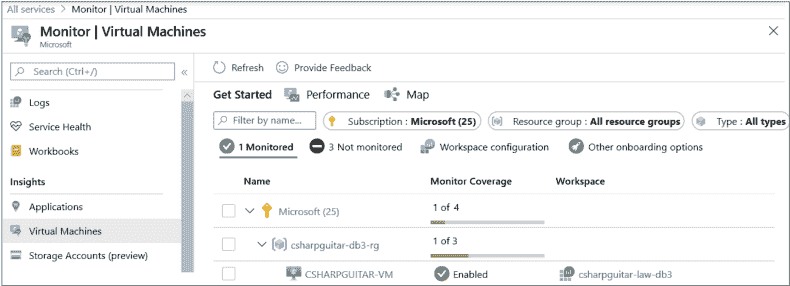 All services > Monitor | Virtual Machines
Monitor | Virtual Machines
Microsoft
Search (Ctrl+/)
«
Logs
Service Health
Workbooks
Insights
Applications
Virtual Machines
Storage Accounts (preview)
Refresh Provide Feedback
Get Started Performance Map
Filter by name... Subscription : Microsoft (25) Resource group : All resource groups Type : All types
1 Monitored 3 Not monitored Workspace configuration Other onboarding options
Name Monitor Coverage Workspace
Microsoft (25) 1 of 4
csharpguitar-db3-rg 1 of 3
CSHARPGUITAR-VM Enabled csharpguitar-law-db3